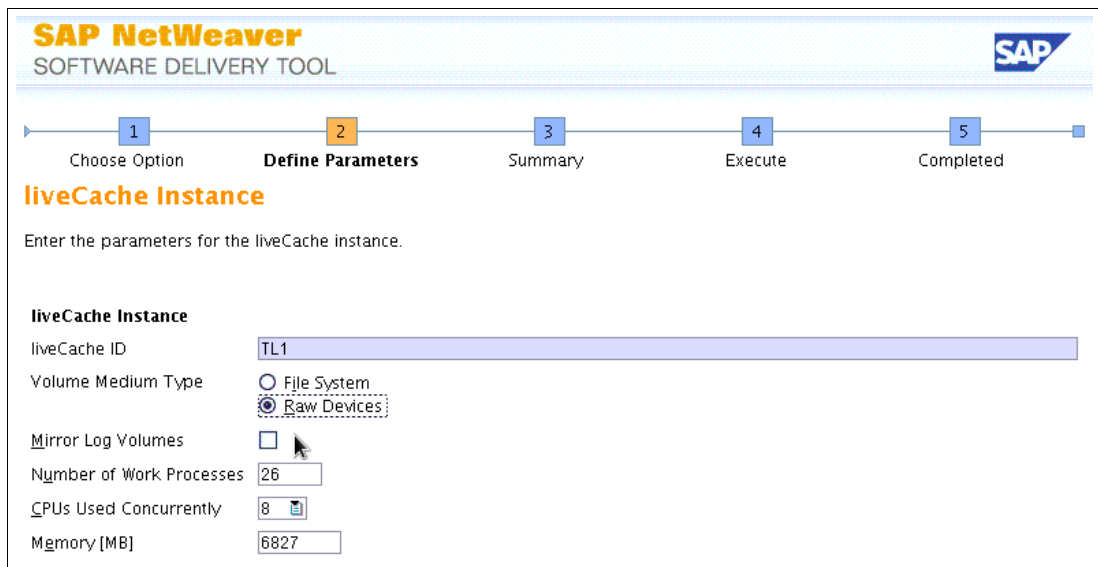 SAP NetWeaver
SOFTWARE DELIVERY TOOL
SAP
1 2 3 4 5
Choose Option Define Parameters Summary Execute Completed
liveCache Instance
Enter the parameters for the liveCache instance.
liveCache Instance
liveCache ID TL1
Volume Medium Type File System
Raw Devices
Mirror Log Volumes
Number of Work Processes 26
CPUs Used Concurrently 8
Memory [MB] 6827